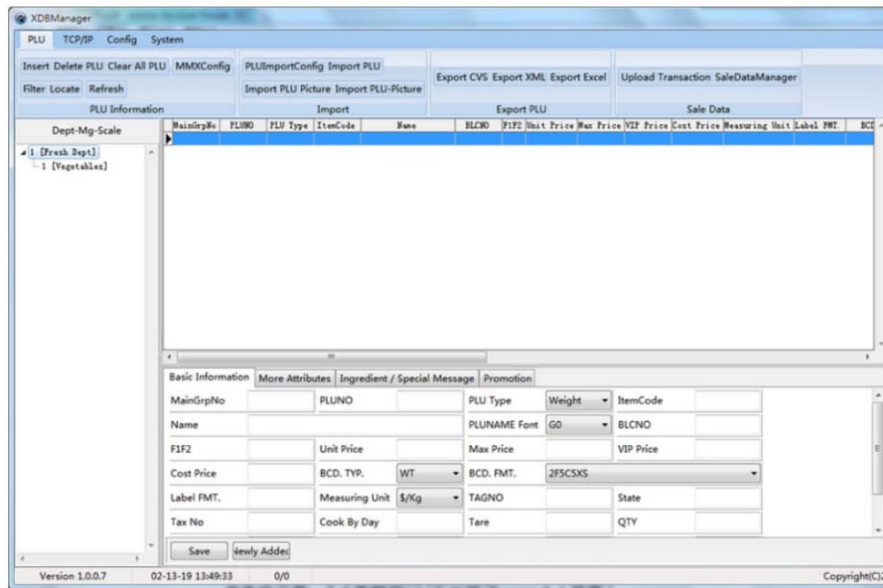 XDBManager
PLU TCP/IP Config System
Insert Delete PLU Clear All PLU MMXConfig
PLUImportConfig Import PLU
Export CVS Export XML Export Excel
Upload Transaction SaleDataManager
Filter Locate Refresh
Import PLU Picture Import PLU-Picture
PLU Information
Import
Export PLU
Sale Data
Dept-Mg-Scale
MainGrpNo PLUNO PLU Type ItemCode Name BLCNO F1F2 Unit Price Max Price VIP Price Cost Price Measuring Unit Label FMT. BCD
1 [Fresh Dept]
1 [Vegetables]
Basic Information More Attributes Ingredient / Special Message Promotion
MainGrpNo PLUNO PLU Type Weight ItemCode
Name PLUNAME Font G0 BLCNO
F1F2 Unit Price Max Price VIP Price
Cost Price BCD. TYP. WT BCD. FMT. 2F5C5XS
Label FMT. Measuring Unit $/Kg TAGNO State
Tax No Cook By Day Tare QTY
Save Newly Added
Version 1.0.0.7 02-13-19 13:49:33 0/0 Copyright(C)